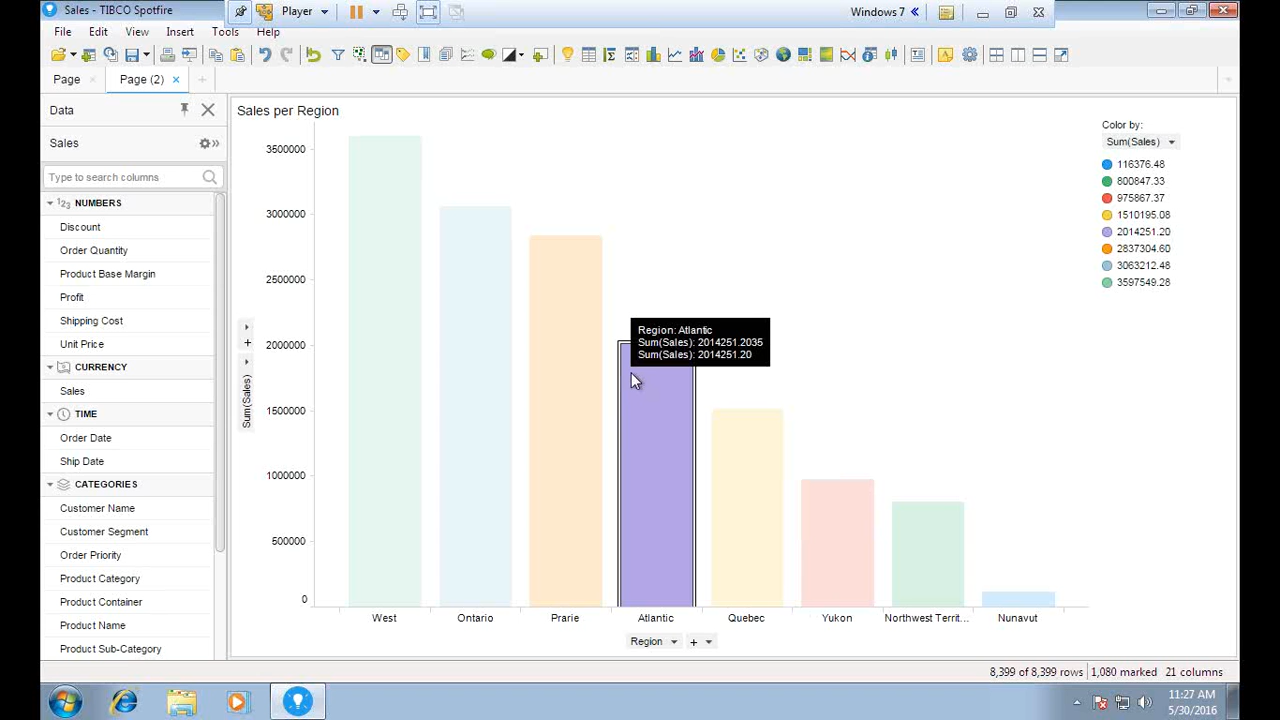 Sales - TIBCO Spotfire
Player
Windows 7
File Edit View Insert Tools Help
Page
Page (2)
Data
Sales
Type to search columns
NUMBERS
Discount
Order Quantity
Product Base Margin
Profit
Shipping Cost
Unit Price
CURRENCY
Sales
TIME
Order Date
Ship Date
CATEGORIES
Customer Name
Customer Segment
Order Priority
Product Category
Product Container
Product Name
Product Sub-Category
Sales per Region
3500000
3000000
2500000
2000000
1500000
1000000
500000
0
Sum(Sales)
Region: Atlantic
Sum(Sales): 2014251.2035
Sum(Sales): 2014251.20
West Ontario Prarie Atlantic Quebec Yukon Northwest Territ... Nunavut
Region
Color by:
Sum(Sales)
116376.48
800847.33
975867.37
1510195.08
2014251.20
2837304.60
3063212.48
3597549.28
8,399 of 8,399 rows 1,080 marked 21 columns
11:27 AM
5/30/2016